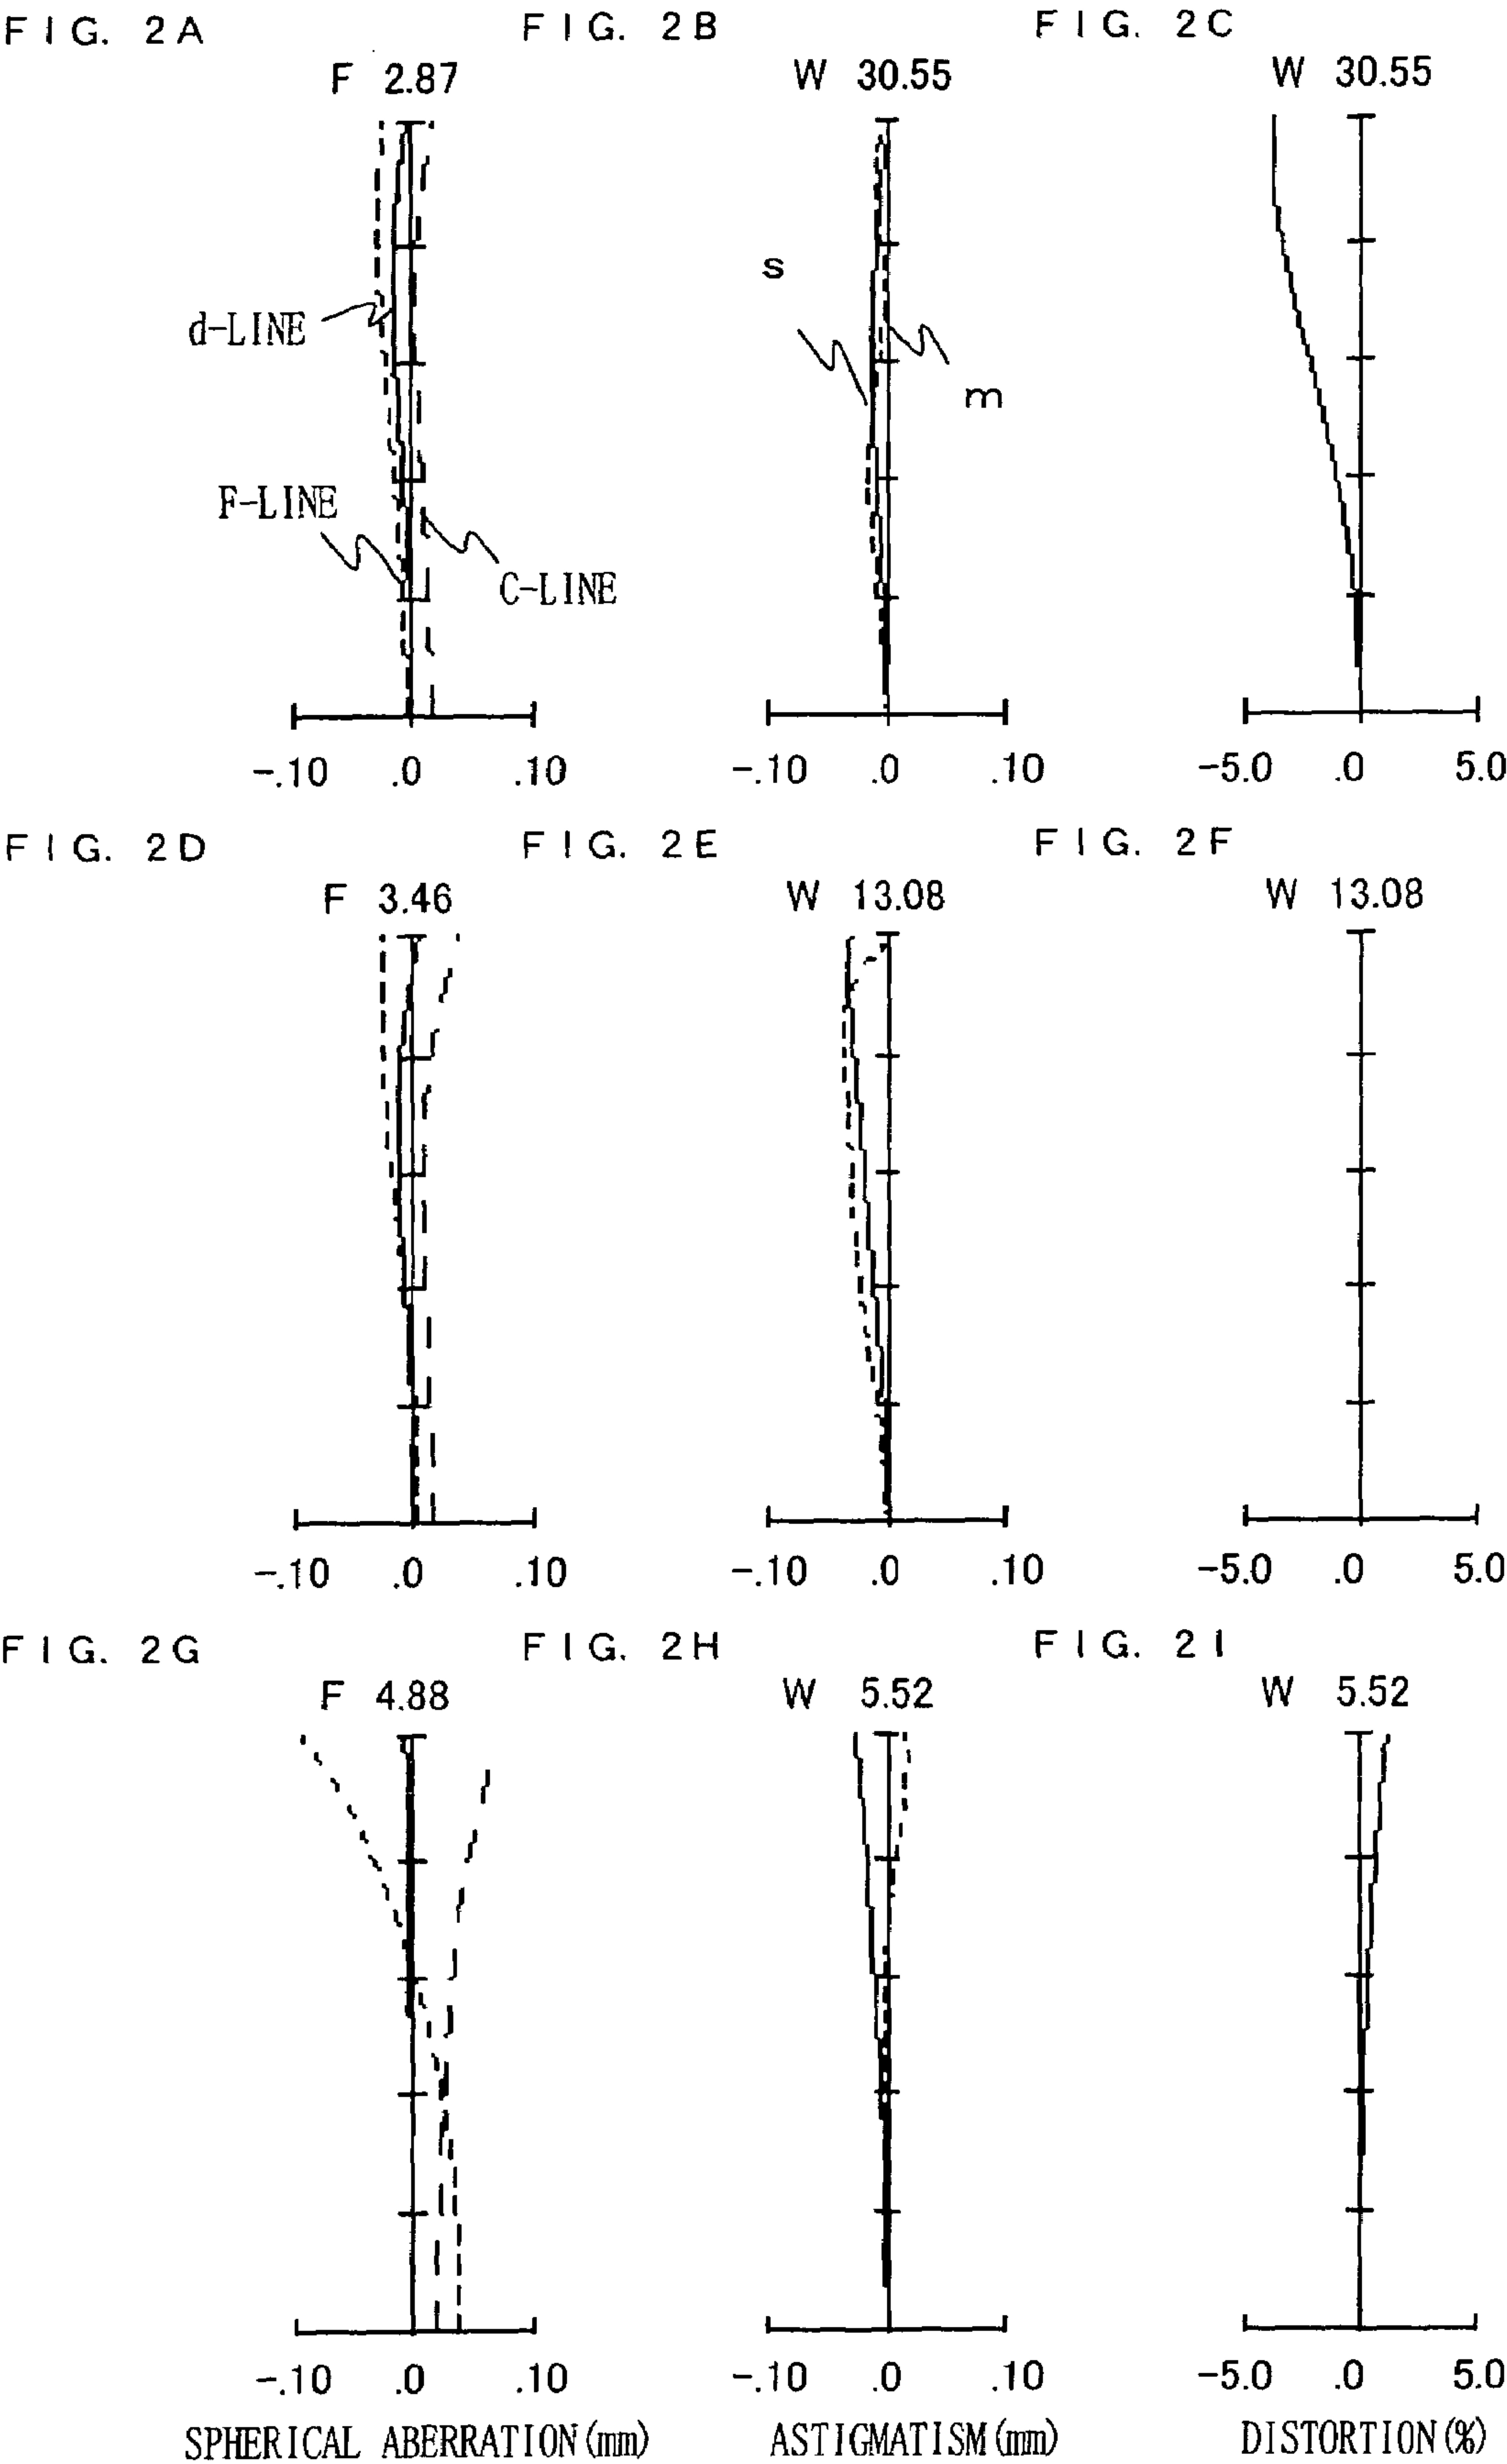 FIG. 2A
FIG. 2B
FIG. 2C
F 2.87
W 30.55
W 30.55
d-LINE
F-LINE
C-LINE
s
m
-.10 .0 .10
-.10 .0 .10
-5.0 .0 5.0
FIG. 2D
FIG. 2E
FIG. 2F
F 3.46
W 13.08
W 13.08
-.10 .0 .10
-.10 .0 .10
-5.0 .0 5.0
FIG. 2G
FIG. 2H
FIG. 2I
F 4.88
W 5.52
W 5.52
-.10 .0 .10
-.10 .0 .10
-5.0 .0 5.0
SPHERICAL ABERRATION(mm)
ASTIGMATISM(mm)
DISTORTION(%)